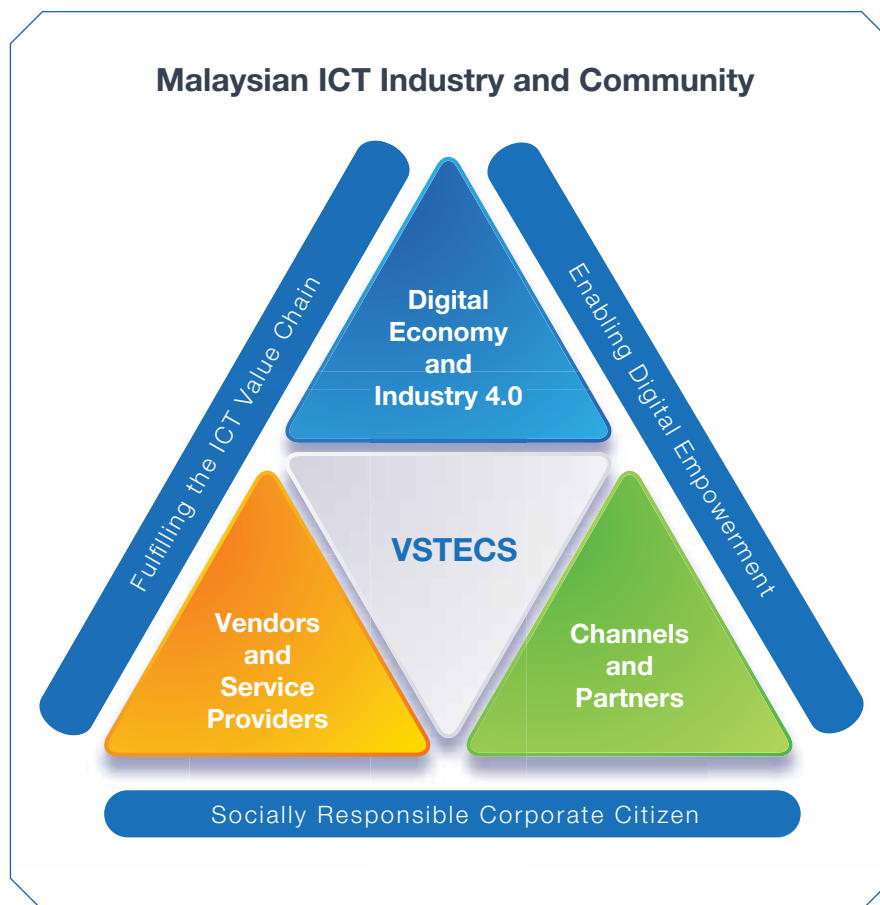 Malaysian ICT Industry and Community
Fulfilling the ICT Value Chain
Enabling Digital Empowerment
Digital
Economy
and
Industry 4.0
VSTECS
Vendors
and
Service
Providers
Channels
and
Partners
Socially Responsible Corporate Citizen